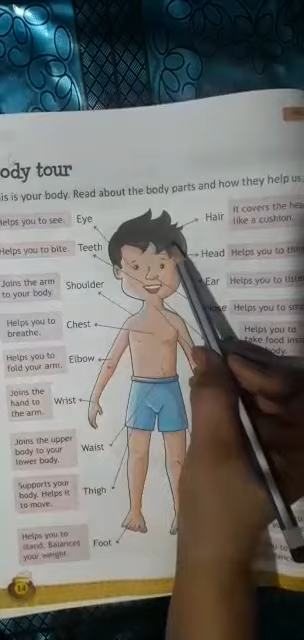 ody tour
is is your body. Read about the body parts and how they help us.
Helps you to see. Eye
Hair It covers the hea
like a cushion.
Helps you to bite. Teeth
Head Helps you to thin
Joins the arm
to your body. Shoulder
Ear Helps you to liste
Helps you to
Helps you to
breathe. Chest
Helps you to
take food insi
body.
Helps you to
fold your arm. Elbow
Joins the
hand to
the arm. Wrist
Joins the upper
body to your
lower body. Waist
Supports your
body. Helps it
to move. Thigh
Helps you to
stand. Balances
your weight. Foot
14